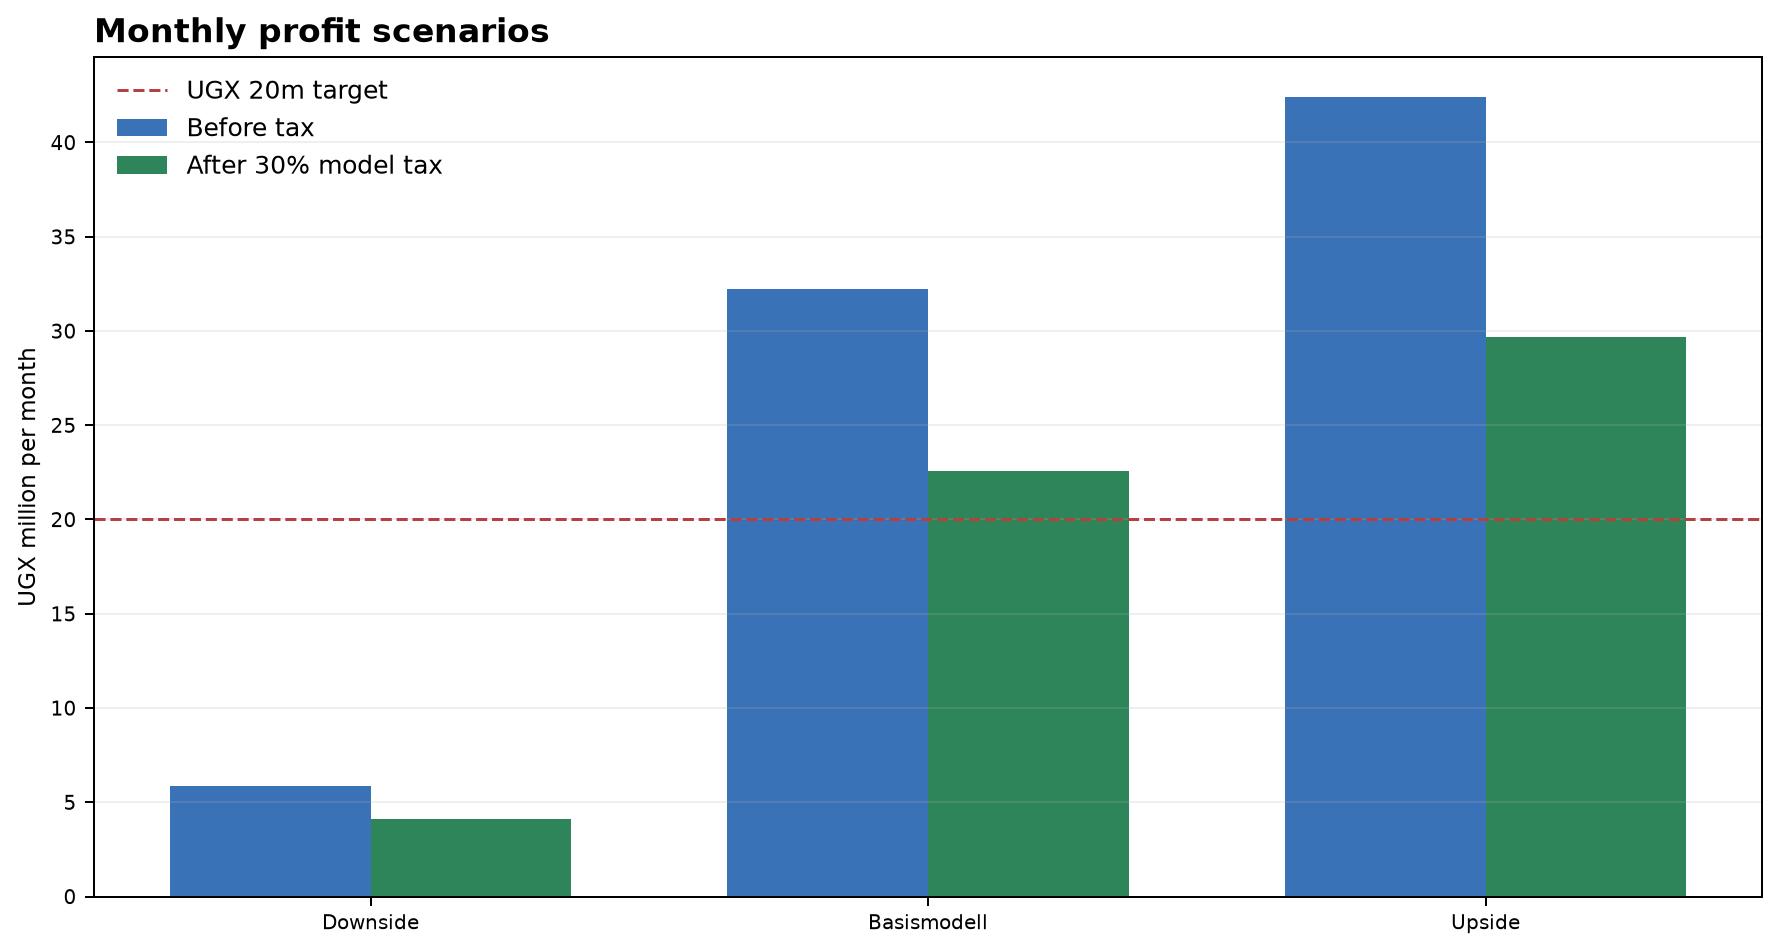 Monthly profit scenarios
UGX 20m target
Before tax
After 30% model tax
UGX million per month
40
35
30
25
20
15
10
5
0
Downside
Basismodell
Upside